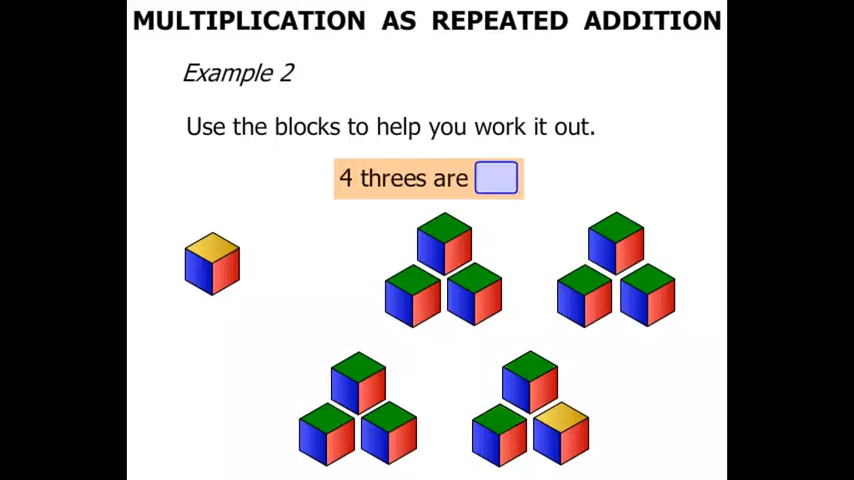 MULTIPLICATION AS REPEATED ADDITION
Example 2
Use the blocks to help you work it out.
4 threes are